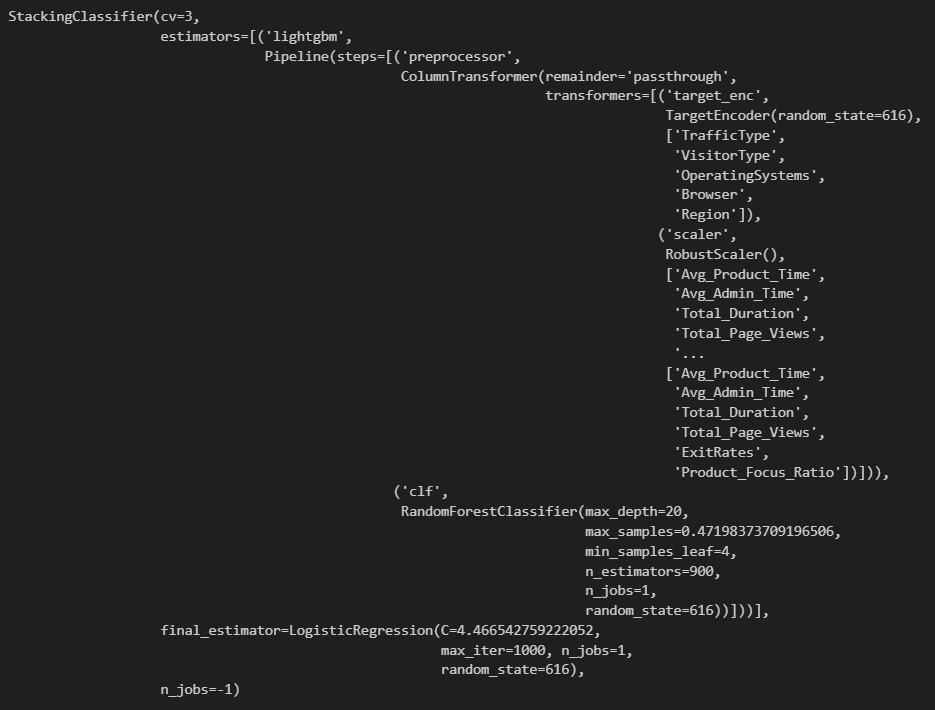 StackingClassifier(cv=3,
estimators=[('lightgbm',
Pipeline(steps=[('preprocessor',
ColumnTransformer(remainder='passthrough',
transformers=[('target_enc',
TargetEncoder(random_state=616),
['TrafficType',
'VisitorType',
'OperatingSystems',
'Browser',
'Region']),
('scaler',
RobustScaler(),
['Avg_Product_Time',
'Avg_Admin_Time',
'Total_Duration',
'Total_Page_Views',
'...
['Avg_Product_Time',
'Avg_Admin_Time',
'Total_Duration',
'Total_Page_Views',
'ExitRates',
'Product_Focus_Ratio'])])),
('clf',
RandomForestClassifier(max_depth=20,
max_samples=0.47198373709196506,
min_samples_leaf=4,
n_estimators=900,
n_jobs=1,
random_state=616))]))],
final_estimator=LogisticRegression(C=4.466542759222052,
max_iter=1000, n_jobs=1,
random_state=616),
n_jobs=-1)